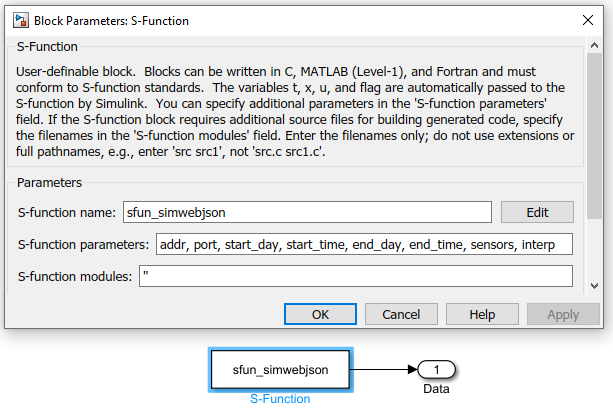 Block Parameters: S-Function
S-Function
User-definable block.  Blocks can be written in C, MATLAB (Level-1), and Fortran and must
conform to S-function standards.  The variables t, x, u, and flag are automatically passed to the
S-function by Simulink.  You can specify additional parameters in the 'S-function parameters'
field. If the S-function block requires additional source files for building generated code, specify
the filenames in the 'S-function modules' field. Enter the filenames only; do not use extensions or
full pathnames, e.g., enter 'src src1', not 'src.c src1.c'.
Parameters
S-function name: sfun_simwebjson Edit
S-function parameters: addr, port, start_day, start_time, end_day, end_time, sensors, interp
S-function modules: ''
OK Cancel Help Apply
sfun_simwebjson 1
Data
S-Function